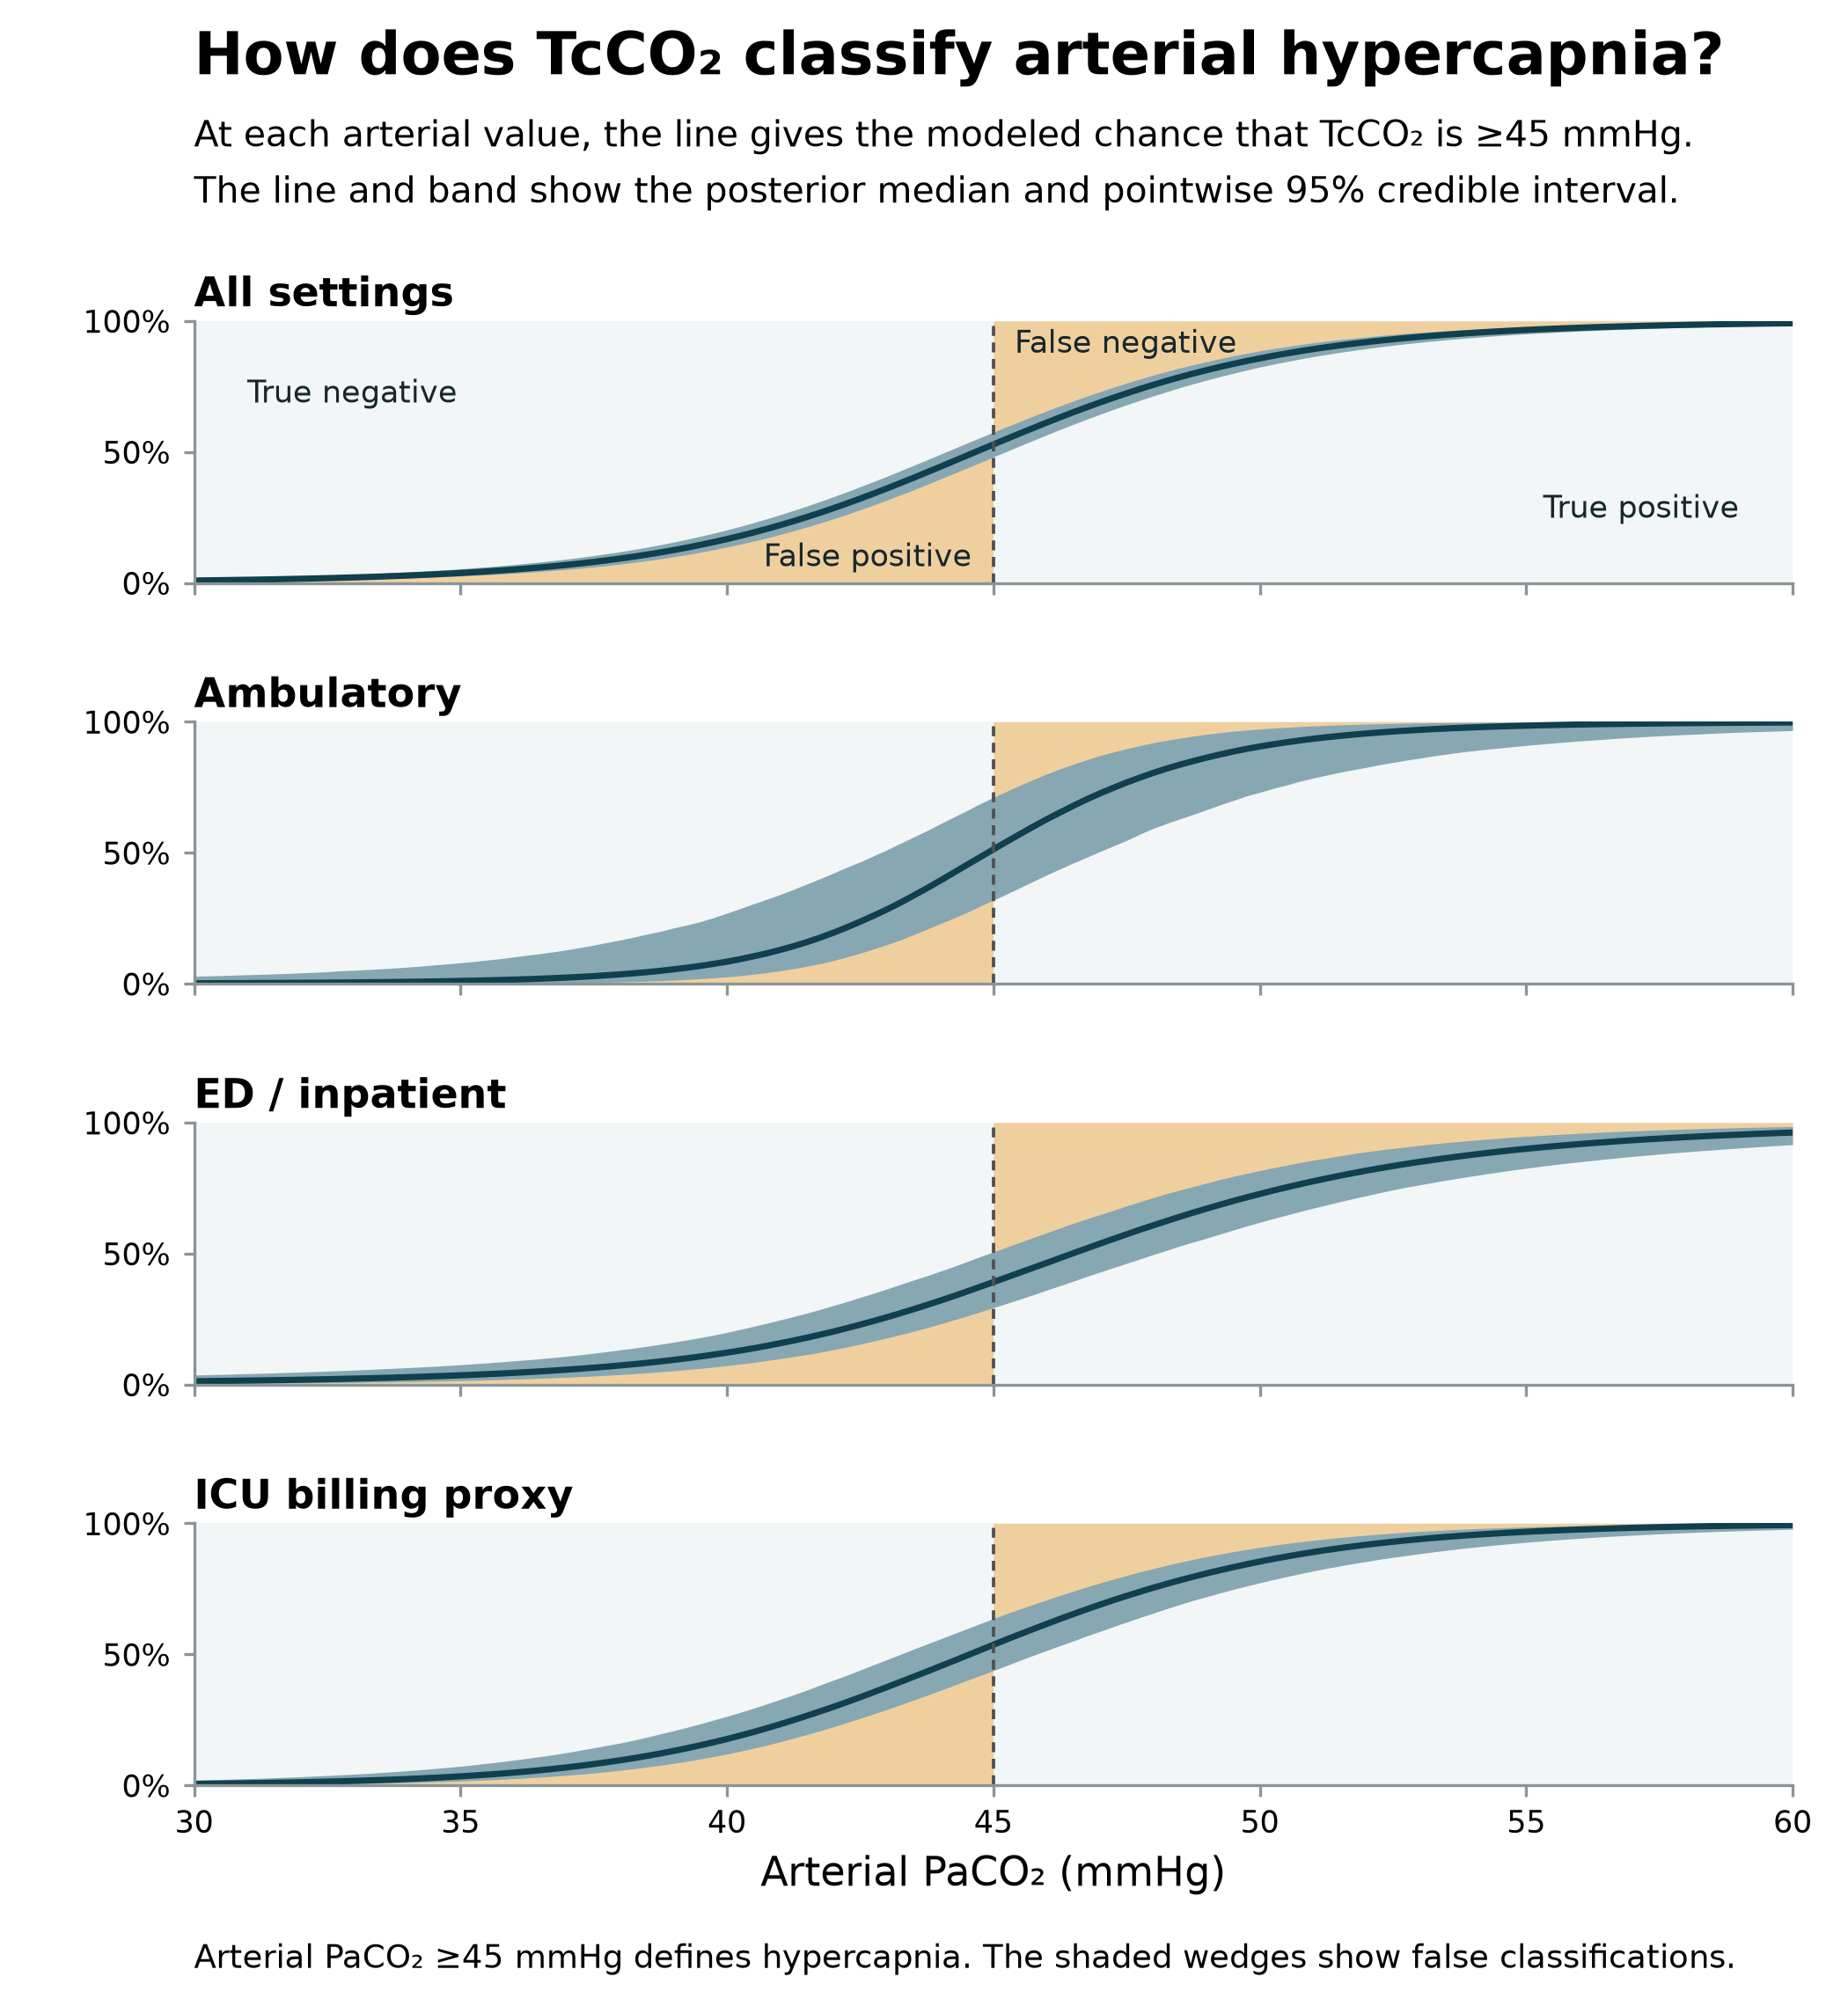 How does TcCO₂ classify arterial hypercapnia?
At each arterial value, the line gives the modeled chance that TcCO₂ is ≥45 mmHg.
The line and band show the posterior median and pointwise 95% credible interval.
All settings
100%
False negative
True negative
50%
True positive
False positive
0%
Ambulatory
100%
50%
0%
ED / inpatient
100%
50%
0%
ICU billing proxy
100%
50%
0%
30 35 40 45 50 55 60
Arterial PaCO₂ (mmHg)
Arterial PaCO₂ ≥45 mmHg defines hypercapnia. The shaded wedges show false classifications.